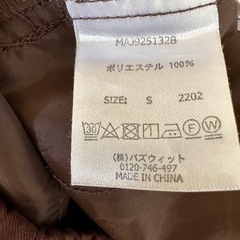 MAJ92S1328
ポリエステル 100%
SIZE: S 2202
(株)バズウィット
0120-746-497
MADE IN CHINA